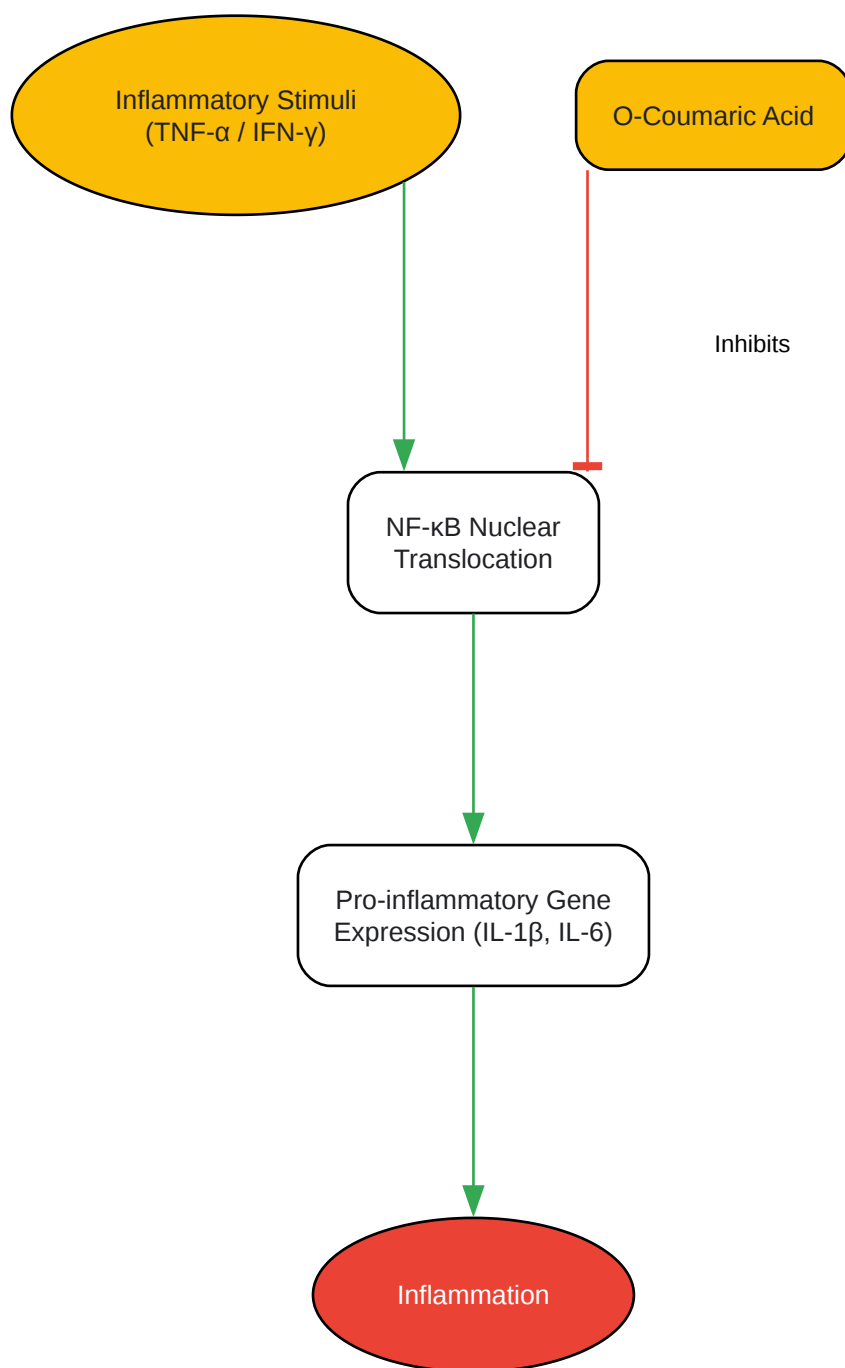 Inflammatory Stimuli
(TNF-α / IFN-γ)
O-Coumaric Acid
Inhibits
NF-κB Nuclear
Translocation
Pro-inflammatory Gene
Expression (IL-1β, IL-6)
Inflammation